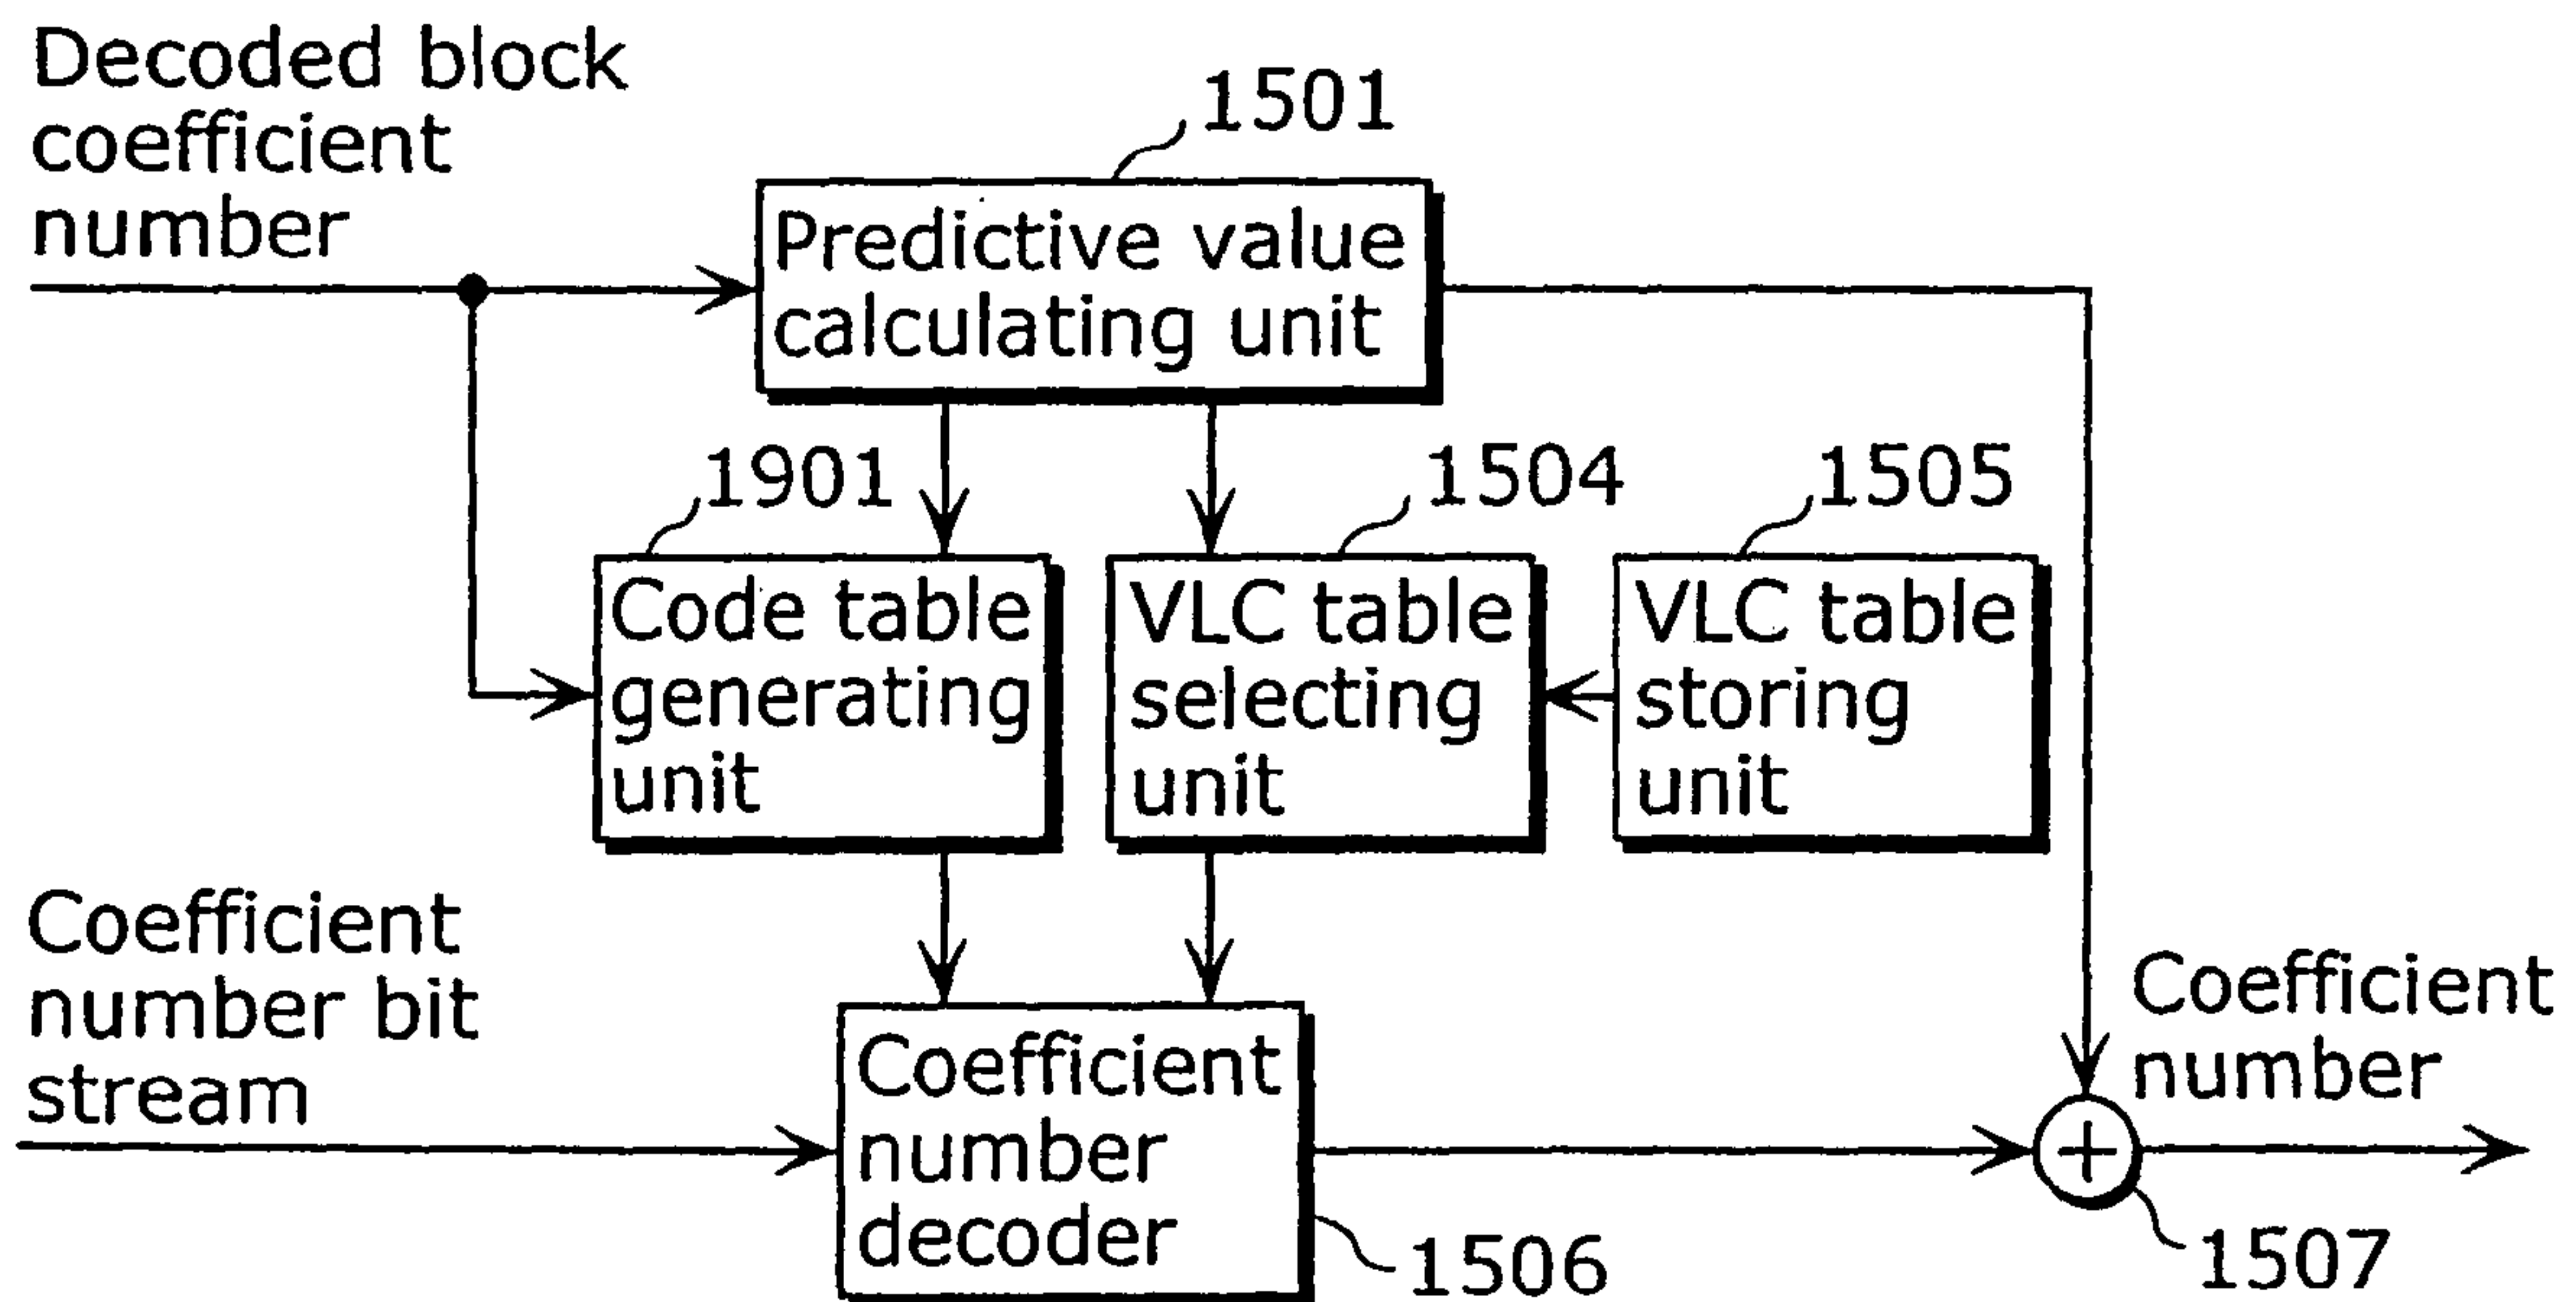 Decoded block
coefficient
number
1501
Predictive value
calculating unit
1901
1504
1505
Code table
generating
unit
VLC table
selecting
unit
VLC table
storing
unit
Coefficient
number bit
stream
Coefficient
number
decoder
Coefficient
number
+
1506
1507